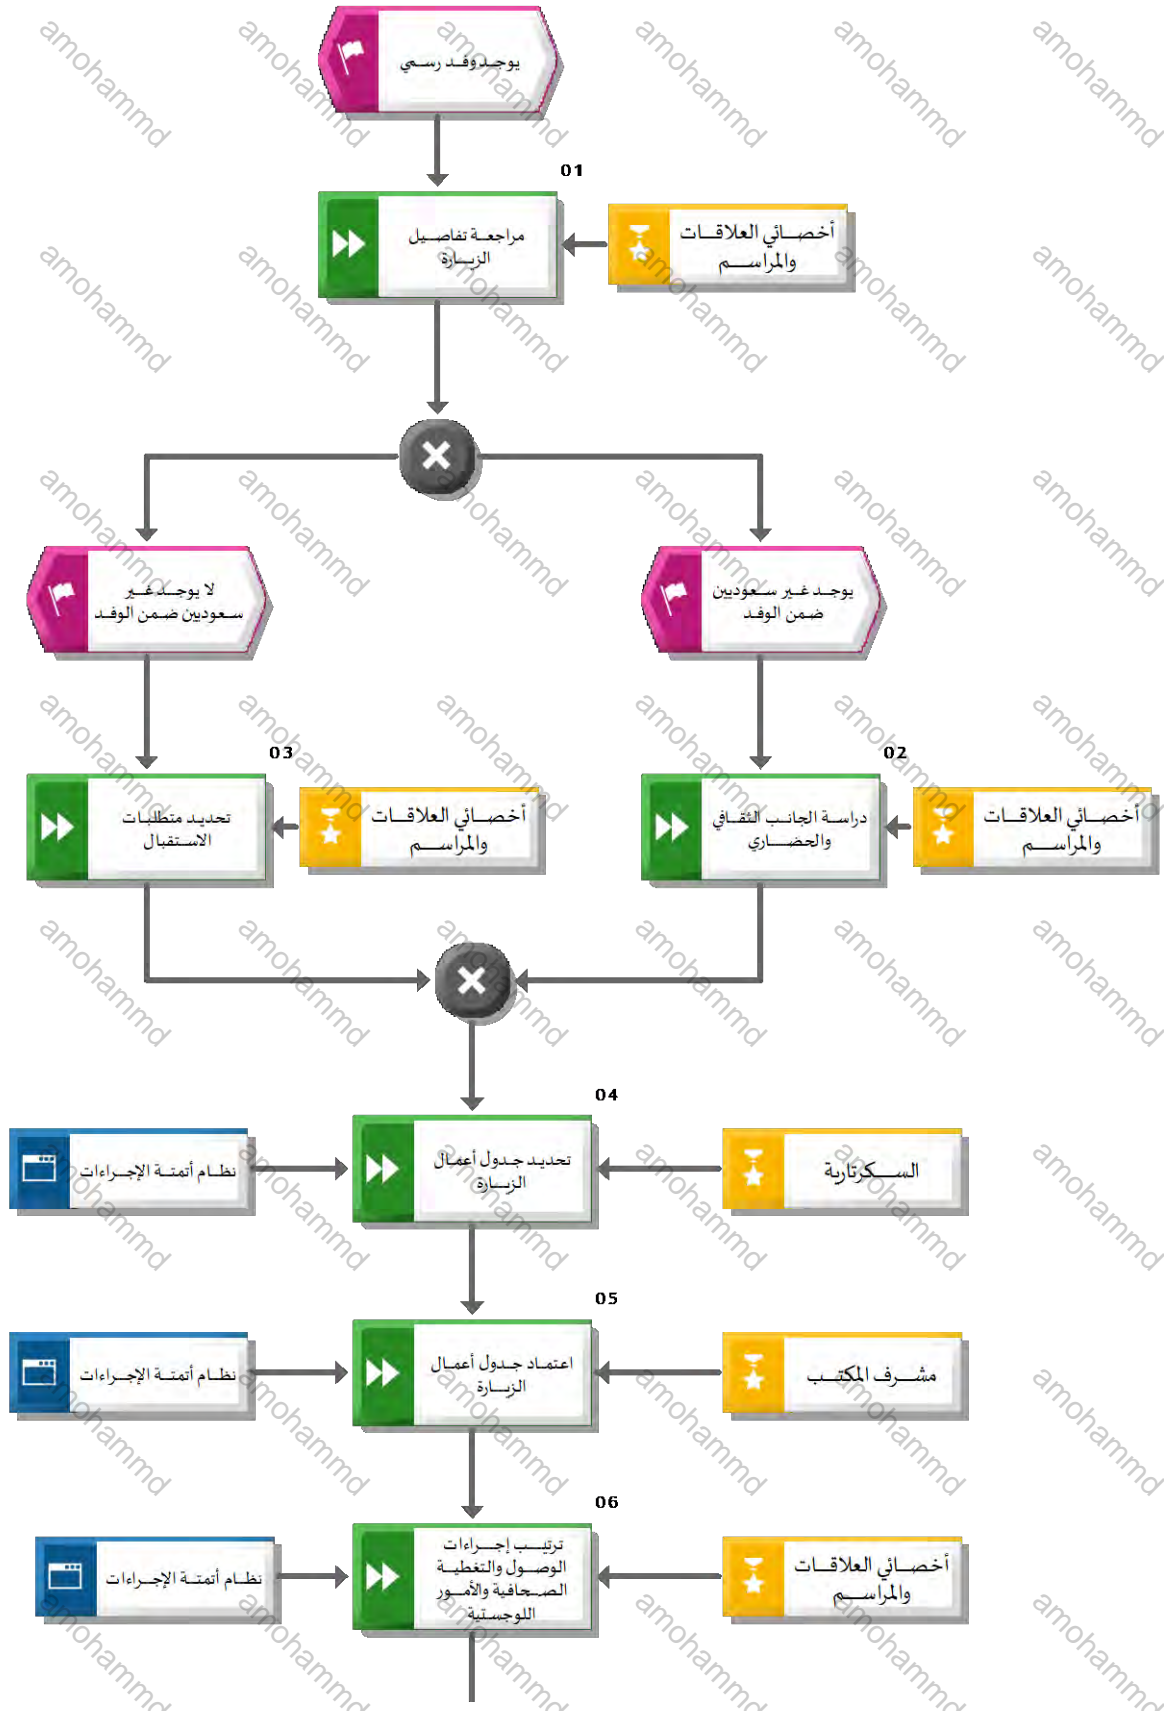 يوجد وفد رسمي
01
مراجعة تفاصيل
الزيارة
أخصائي العلاقات
والمراسم
يوجد غير سعوديين
ضمن الوفد
لا يوجد غير
سعوديين ضمن الوفد
02
دراسة الجانب الثقافي
والحضاري
أخصائي العلاقات
والمراسم
03
تحديد متطلبات
الاستقبال
أخصائي العلاقات
والمراسم
04
السكرتارية
تحديد جدول أعمال
الزيارة
نظام أتمتة الإجراءات
05
مشرف المكتب
اعتماد جدول أعمال
الزيارة
نظام أتمتة الإجراءات
06
أخصائي العلاقات
والمراسم
ترتيب إجراءات
الوصول والتغطية
الصحافية والأمور
اللوجستية
نظام أتمتة الإجراءات
amohammd